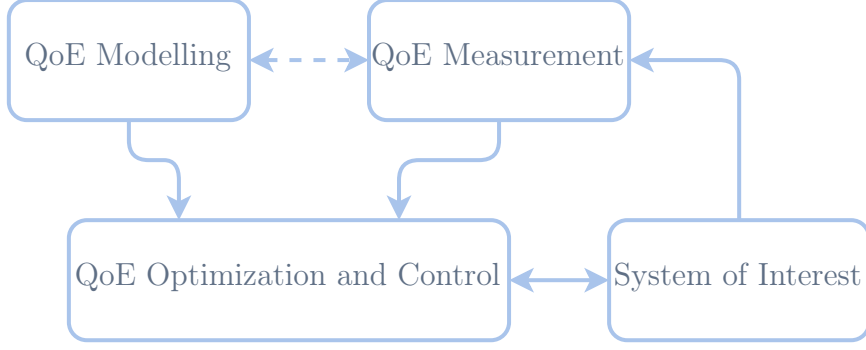 QoE Modelling
QoE Measurement
QoE Optimization and Control
System of Interest